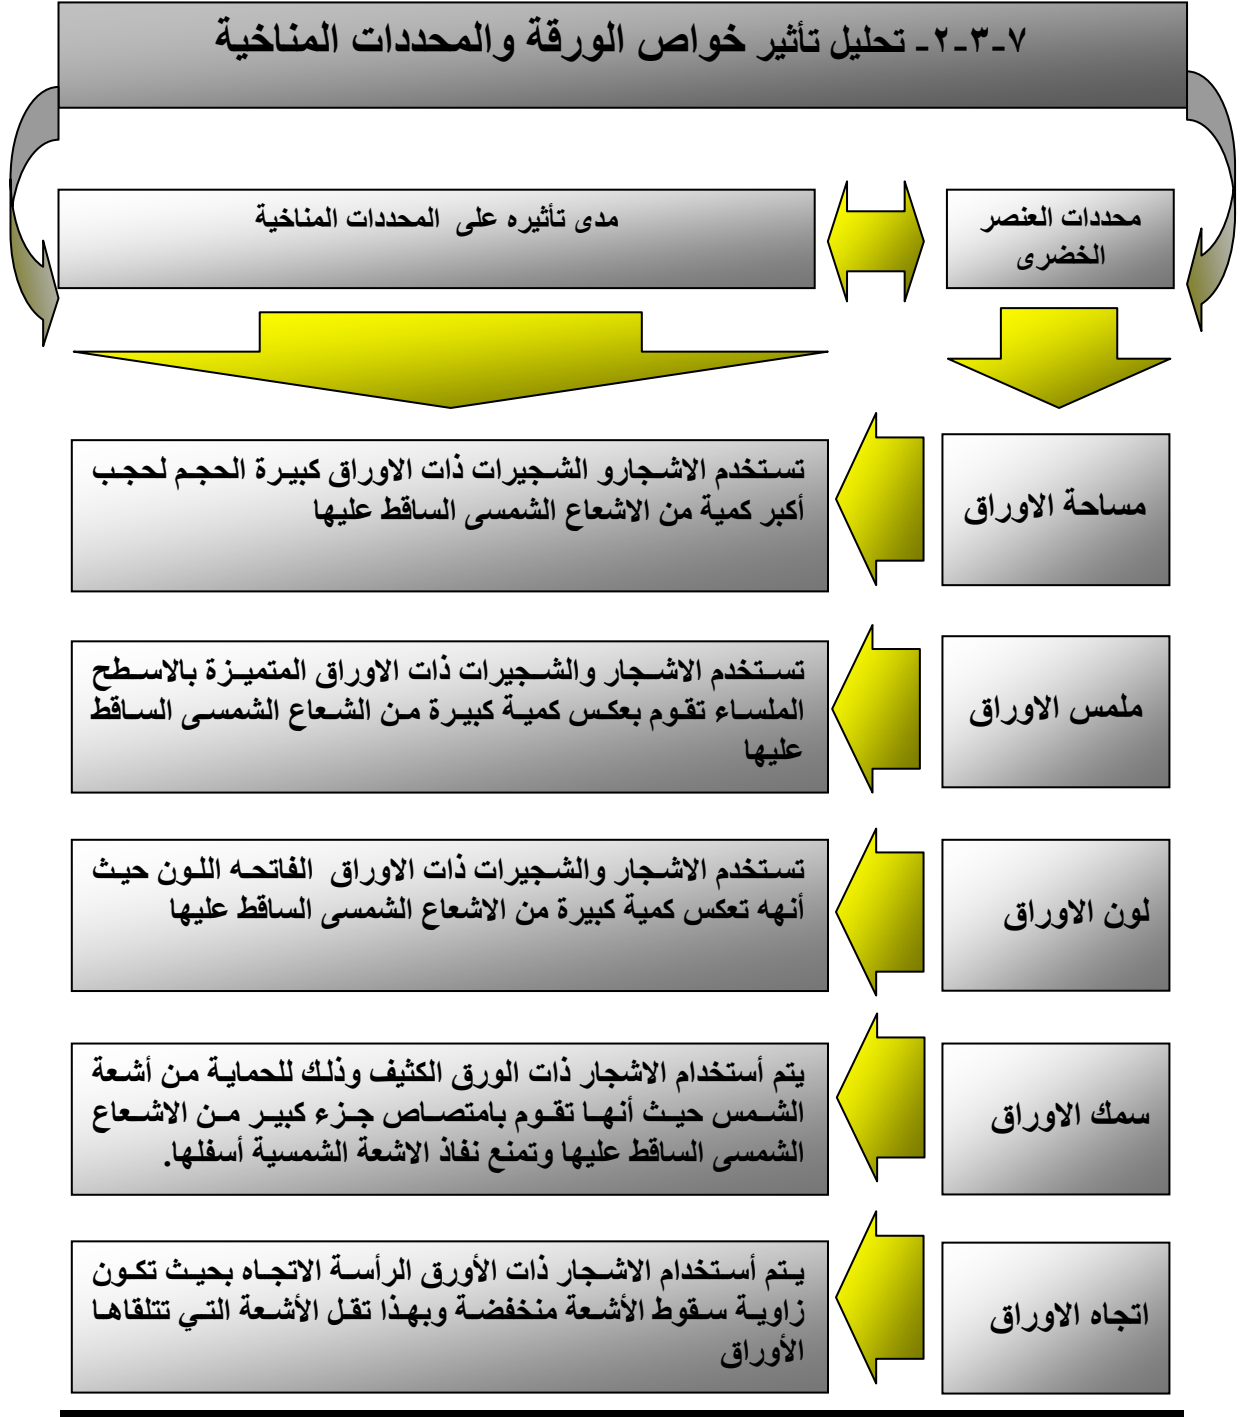 ٧-٣-٢- تحليل تأثير خواص الورقة والمحددات المناخية
محددات العنصر
الخضرى
مدى تأثيره على المحددات المناخية
مساحة الاوراق
تستخدم الاشجارو الشجيرات ذات الاوراق كبيرة الحجم لحجب
أكبر كمية من الاشعاع الشمسى الساقط عليها
ملمس الاوراق
تستخدم الاشجار والشجيرات ذات الاوراق المتميزة بالاسطح
الملساء تقوم بعكس كمية كبيرة من الشعاع الشمسى الساقط
عليها
لون الاوراق
تستخدم الاشجار والشجيرات ذات الاوراق الفاتحه اللون حيث
أنهه تعكس كمية كبيرة من الاشعاع الشمسى الساقط عليها
سمك الاوراق
يتم أستخدام الاشجار ذات الورق الكثيف وذلك للحماية من أشعة
الشمس حيث أنها تقوم بامتصاص جزء كبير من الاشعاع
الشمسى الساقط عليها وتمنع نفاذ الاشعة الشمسية أسفلها.
اتجاه الاوراق
يتم أستخدام الاشجار ذات الأورق الرأسة الاتجاه بحيث تكون
زاوية سقوط الأشعة منخفضة وبهذا تقل الأشعة التي تتلقاها
الأوراق